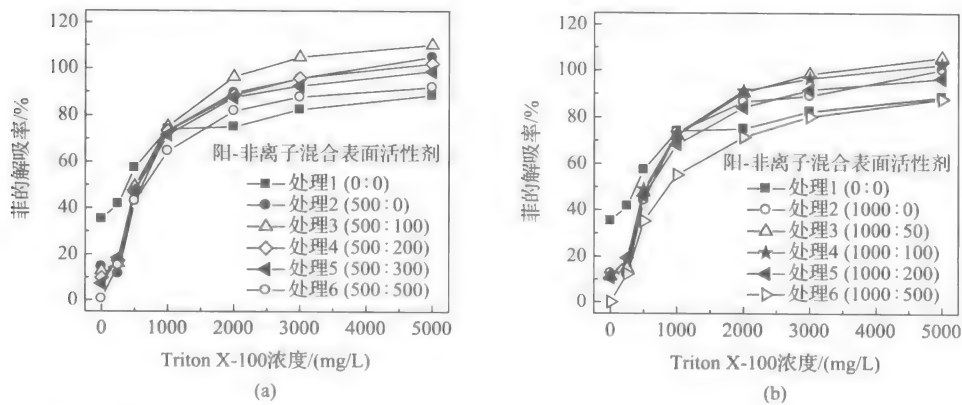 120
100
80
60
40
20
0
菲的解吸率/%
阳-非离子混合表面活性剂
处理1 (0∶0)
处理2 (500∶0)
处理3 (500∶100)
处理4 (500∶200)
处理5 (500∶300)
处理6 (500∶500)
0 1000 2000 3000 4000 5000
Triton X-100浓度/(mg/L)
(a)
120
100
80
60
40
20
0
菲的解吸率/%
阳-非离子混合表面活性剂
处理1 (0∶0)
处理2 (1000∶0)
处理3 (1000∶50)
处理4 (1000∶100)
处理5 (1000∶200)
处理6 (1000∶500)
0 1000 2000 3000 4000 5000
Triton X-100浓度/(mg/L)
(b)